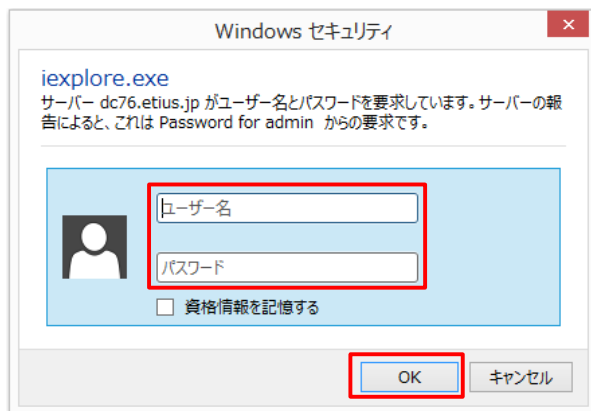 Windows セキュリティ
iexplore.exe
サーバー dc76.etius.jp がユーザー名とパスワードを要求しています。サーバーの報
告によると、これは Password for admin からの要求です。
ユーザー名
パスワード
資格情報を記憶する
OK キャンセル